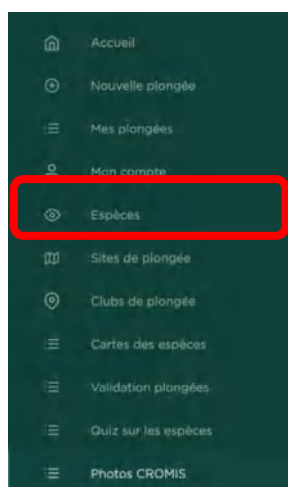 Accueil
Nouvelle plongée
Mes plongées
Mon compte
Espèces
Sites de plongée
Clubs de plongée
Cartes des espèces
Validation plongées
Quiz sur les espèces
Photos CROMIS